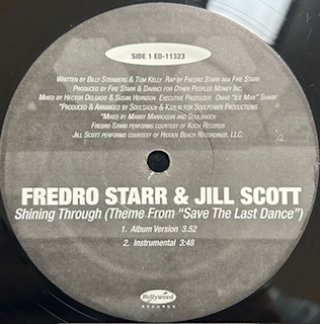 SIDE 1 ED-11323
WRITTEN BY BILLY STEINBERG & TOM KELLY RAP BY FREDRO STARR AKA FIRE STARR
PRODUCED BY FIRE STARR & DAVINCI FOR OTHER PEOPLES MONEY INC.
MIXED BY HECTOR DELGADO & SUSAN HERNDON EXECUTIVE PRODUCER: OMAR "ICE MAN" SHARIF
*PRODUCED & ARRANGED BY SOULSHOCK & KARLIN FOR SOULPOWER PRODUCTIONS
*MIXED BY MANNY MARROQUIN AND SOULSHOCK
FREDRO STARR PERFORMS COURTESY OF KOCH RECORDS
JILL SCOTT PERFORMS COURTESY OF HIDDEN BEACH RECORDINGS, LLC.
FREDRO STARR & JILL SCOTT
Shining Through (Theme From "Save The Last Dance")
1. Album Version 3:52
2. Instrumental 3:48
Hollywood
RECORDS